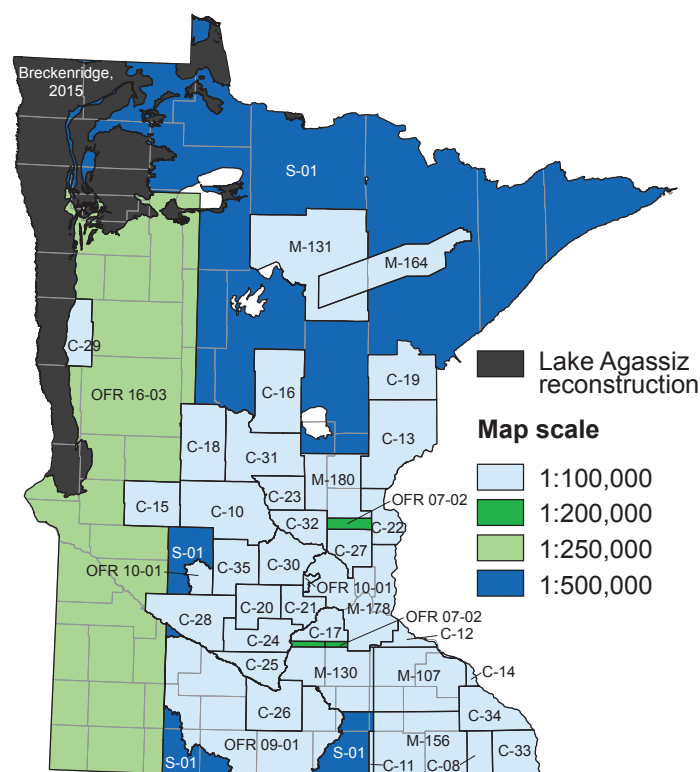 Breckenridge,
2015
S-01
M-131
M-164
C-29
OFR 16-03
C-16
C-19
Lake Agassiz
reconstruction
Map scale
1:100,000
1:200,000
1:250,000
1:500,000
C-18
C-31
C-13
M-180
C-23
OFR 07-02
C-15
C-10
C-32
C-22
S-01
C-27
OFR 10-01
C-35
C-30
OFR 10-01
C-28
C-20
C-21
M-178
OFR 07-02
C-17
C-12
C-24
C-25
M-130
M-107
C-14
C-26
C-34
OFR 09-01
S-01
S-01
M-156
C-33
C-11
C-08